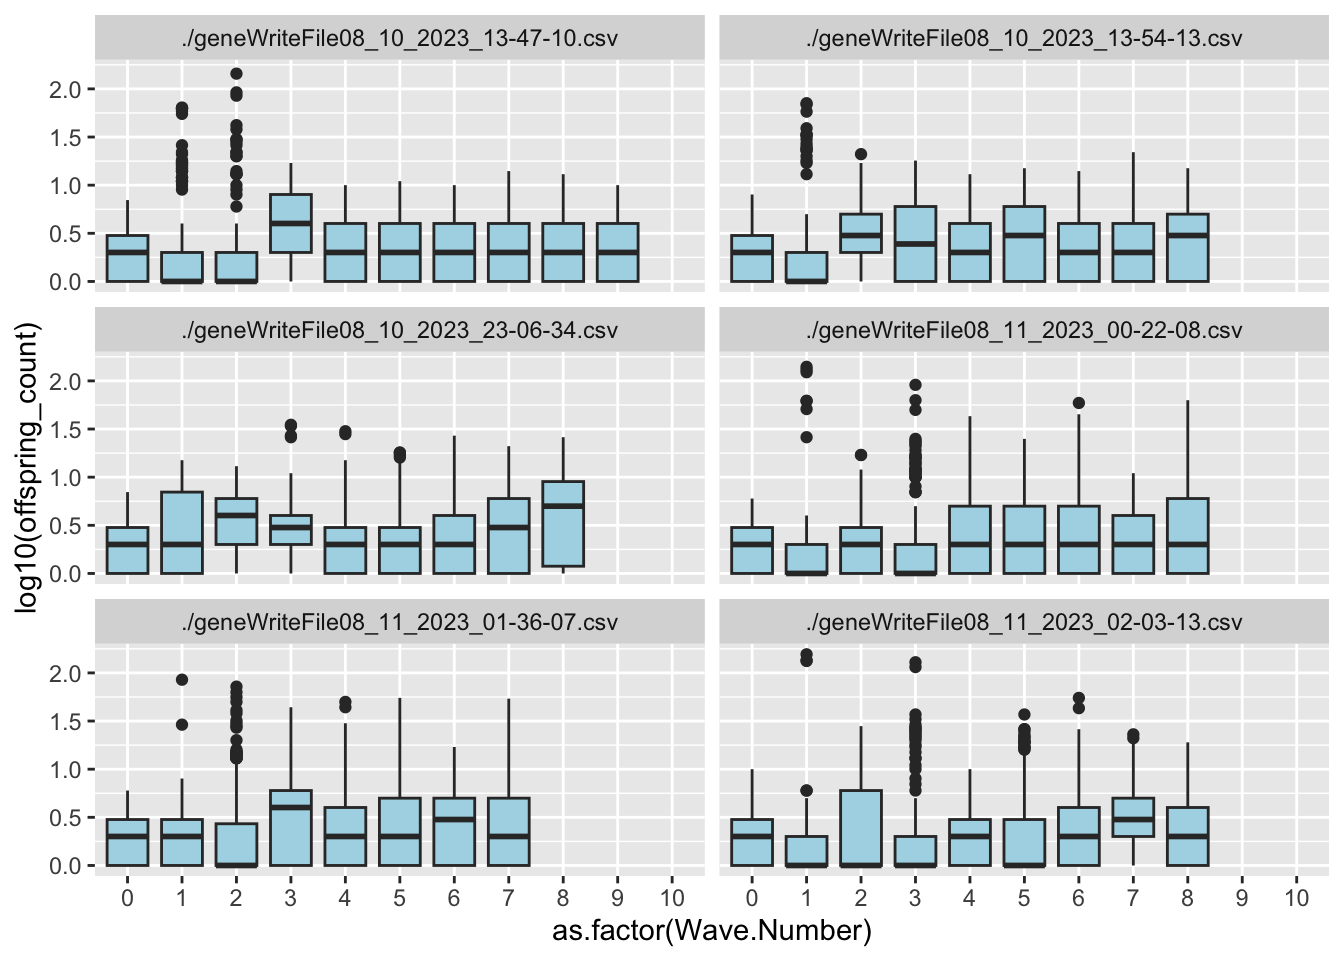 ./geneWriteFile08_10_2023_13-47-10.csv
./geneWriteFile08_10_2023_13-54-13.csv
2.0
1.5
1.0
0.5
0.0
./geneWriteFile08_10_2023_23-06-34.csv
./geneWriteFile08_11_2023_00-22-08.csv
2.0
1.5
1.0
0.5
0.0
log10(offspring_count)
./geneWriteFile08_11_2023_01-36-07.csv
./geneWriteFile08_11_2023_02-03-13.csv
2.0
1.5
1.0
0.5
0.0
0 1 2 3 4 5 6 7 8 9 10
0 1 2 3 4 5 6 7 8 9 10
as.factor(Wave.Number)